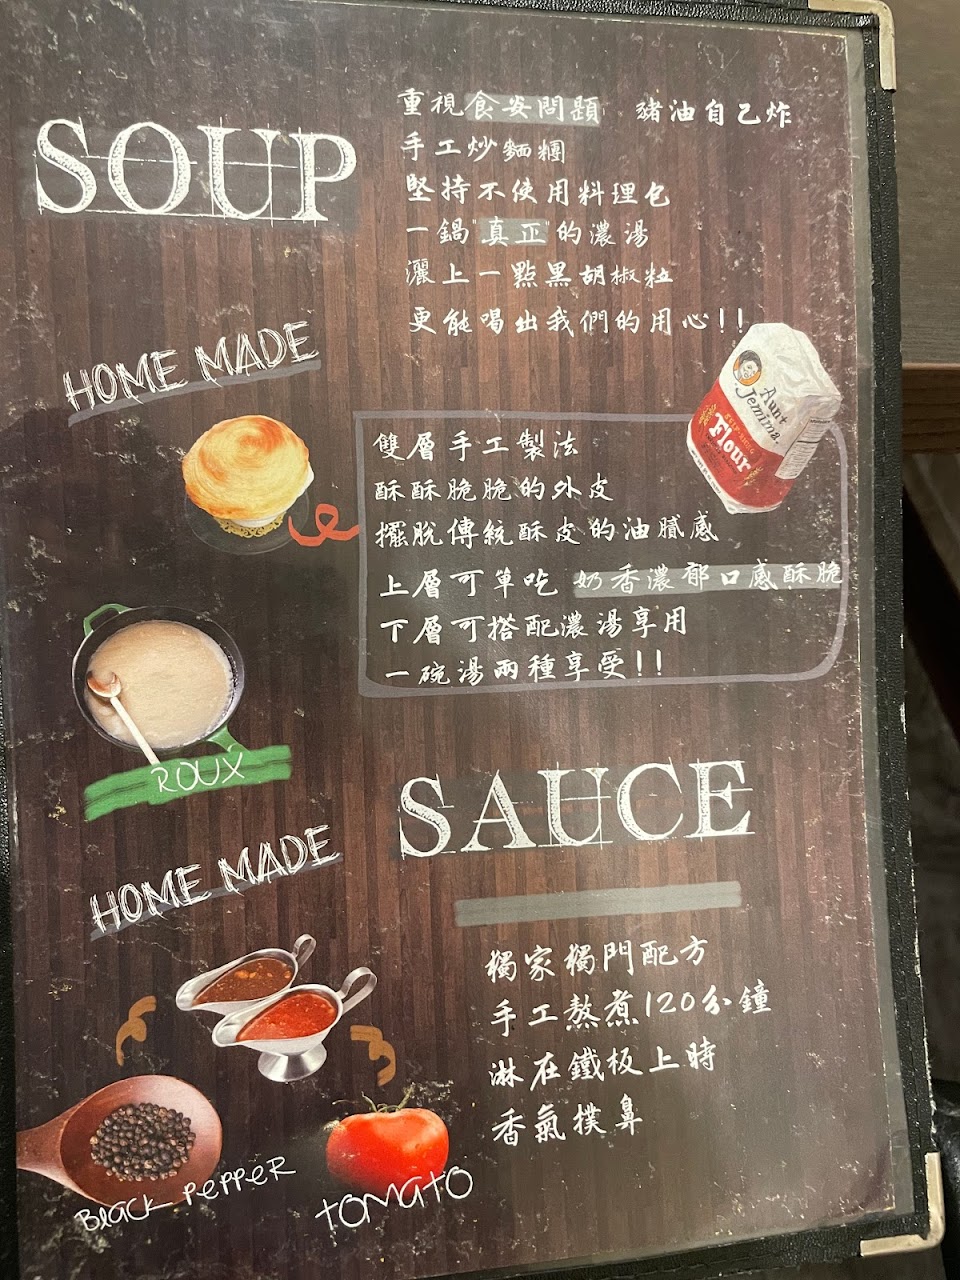 SOUP
重視食安問題 豬油自己炸
手工炒麵糰
堅持不使用料理包
一鍋"真正"的濃湯
灑上一點黑胡椒粒
更能喝出我們的用心!!
HOME MADE
Aunt
Jemima
Flour
雙層手工製法
酥酥脆脆的外皮
擺脫傳統酥皮的油膩感
上層可單吃 奶香濃郁口感酥脆
下層可搭配濃湯享用
一碗湯兩種享受!!
ROUX
SAUCE
HOME MADE
獨家獨門配方
手工熬煮120分鐘
淋在鐵板上時
香氣撲鼻
BlACK PePPeR
tOMatO